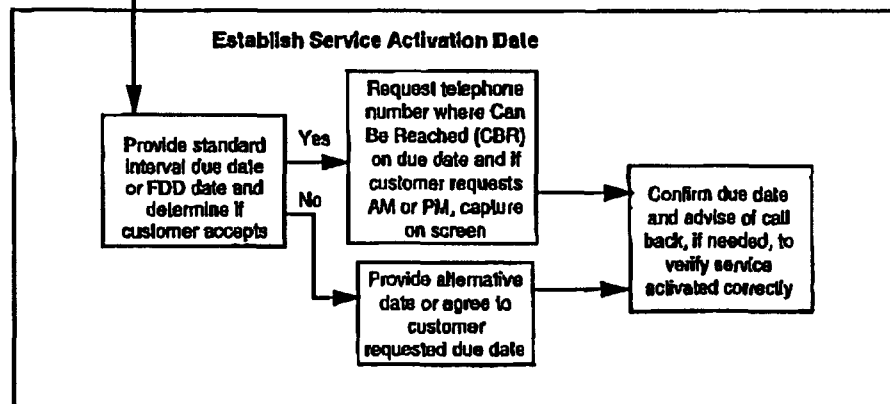 Establish Service Activation Date
Provide standard
interval due date
or FDD date and
determine if
customer accepts
Yes
No
Request telephone
number where Can
Be Reached (CBR)
on due date and if
customer requests
AM or PM, capture
on screen
Provide alternative
date or agree to
customer
requested due date
Confirm due date
and advise of call
back, if needed, to
verify service
activated correctly